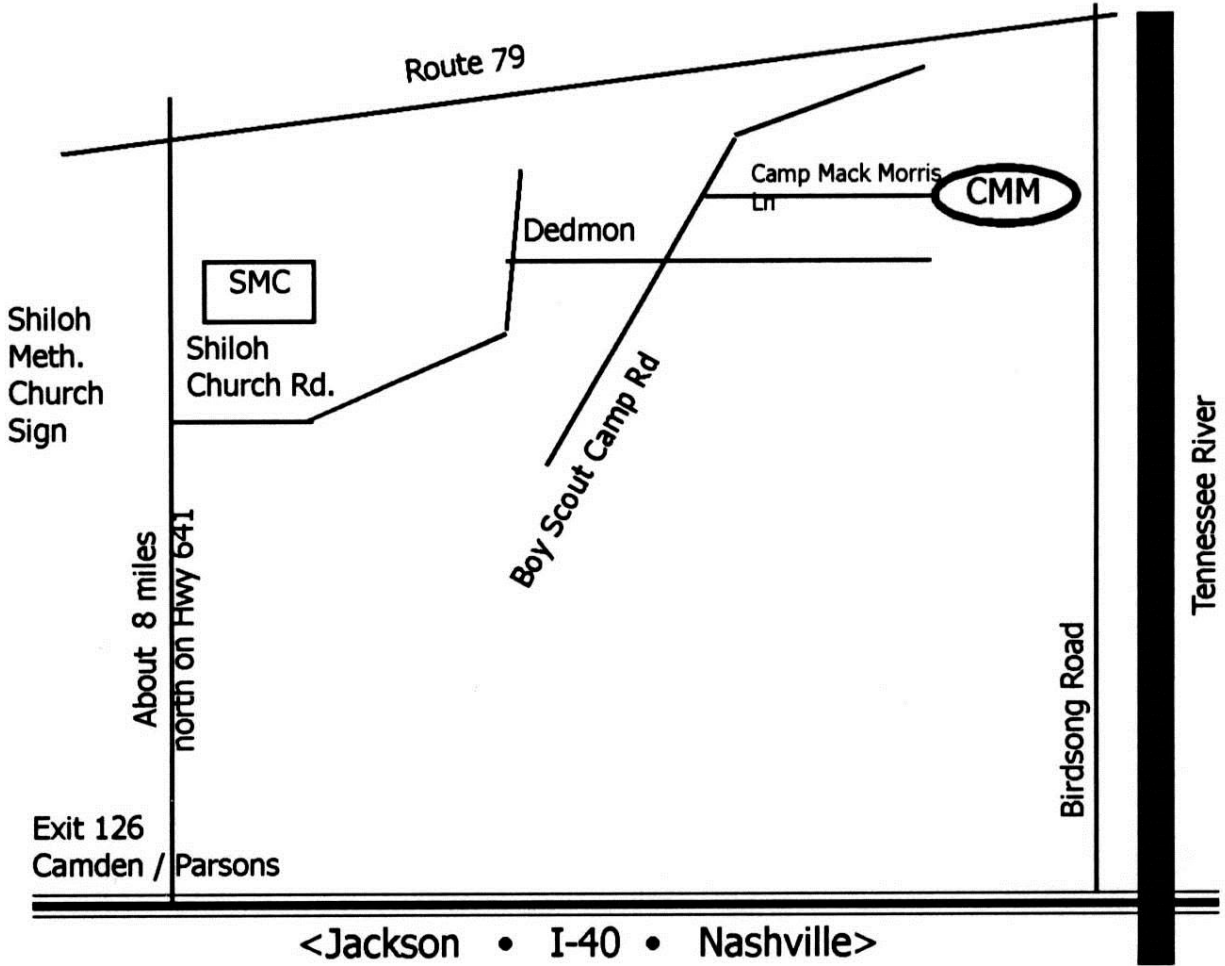 Route 79
Camp Mack Morris
Ln
CMM
Dedmon
SMC
Shiloh
Meth.
Church
Sign
Shiloh
Church Rd.
Boy Scout Camp Rd
Tennessee River
About 8 miles
north on Hwy 641
Birdsong Road
Exit 126
Camden / Parsons
<Jackson • I-40 • Nashville>